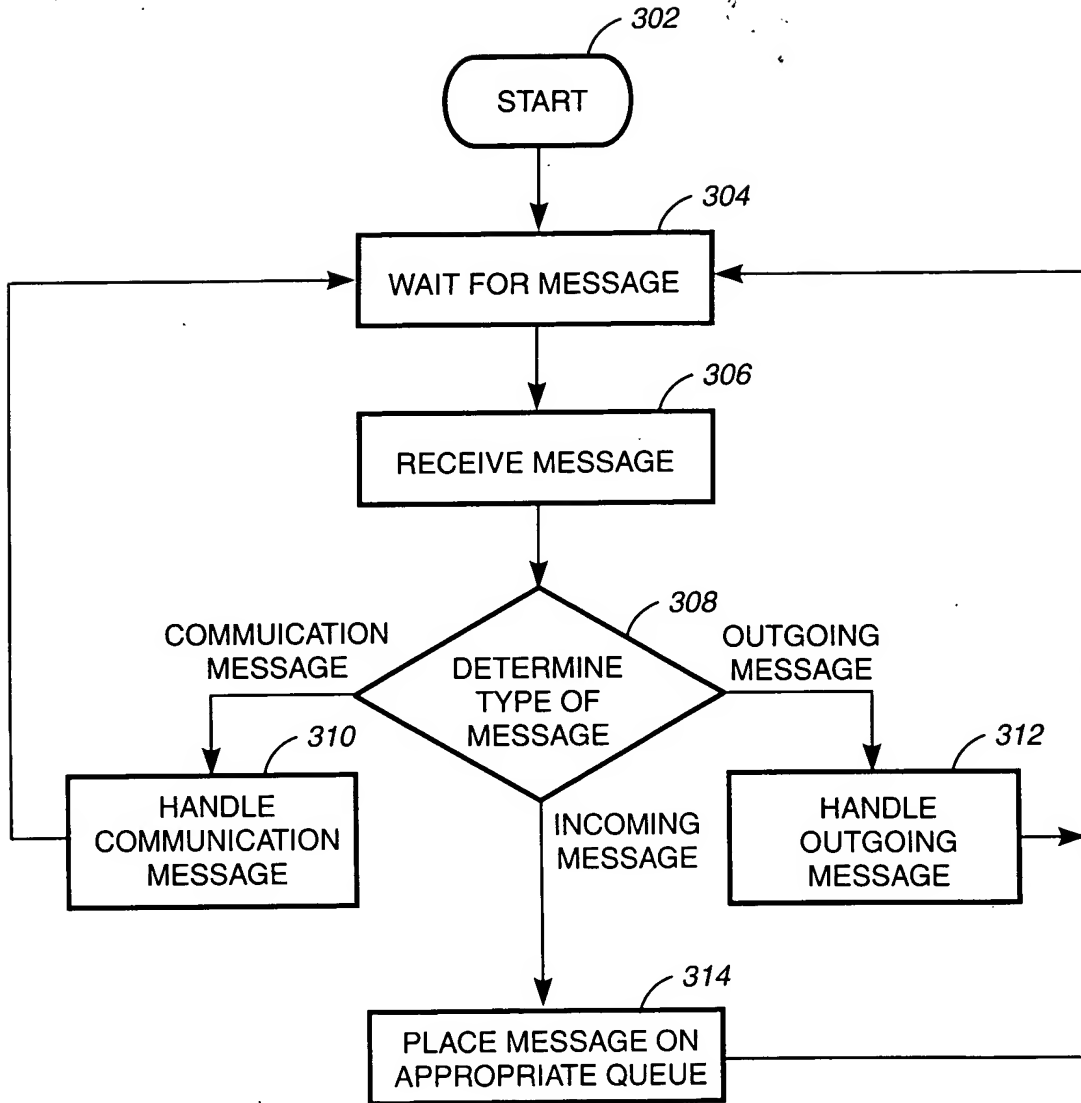 302
START
304
WAIT FOR MESSAGE
306
RECEIVE MESSAGE
308
COMMUICATION
MESSAGE
DETERMINE
TYPE OF
MESSAGE
OUTGOING
MESSAGE
310
HANDLE
COMMUNICATION
MESSAGE
INCOMING
MESSAGE
312
HANDLE
OUTGOING
MESSAGE
314
PLACE MESSAGE ON
APPROPRIATE QUEUE